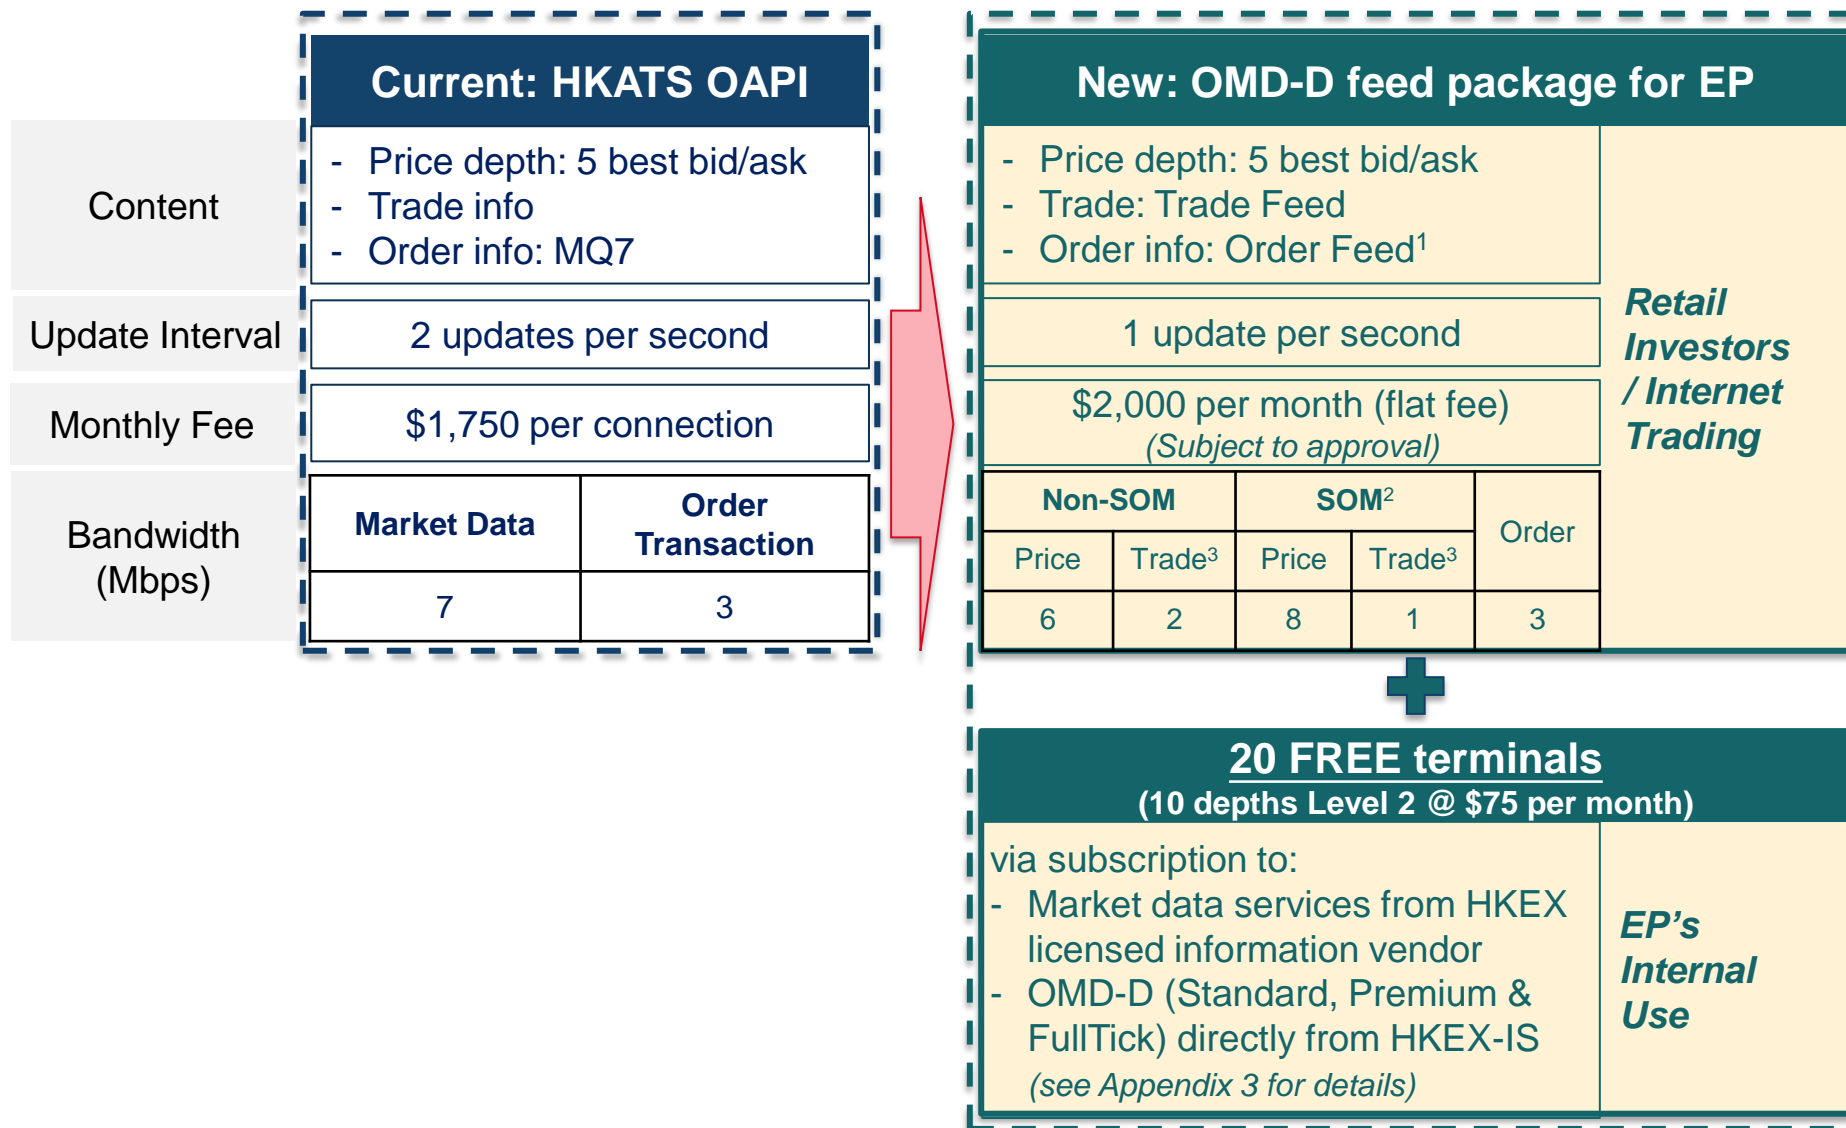 Current: HKATS OAPI
Content
- Price depth: 5 best bid/ask
- Trade info
- Order info: MQ7
Update Interval
2 updates per second
Monthly Fee
$1,750 per connection
Bandwidth
(Mbps)
Market Data
Order
Transaction
7
3
New: OMD-D feed package for EP
- Price depth: 5 best bid/ask
- Trade: Trade Feed
- Order info: Order Feed¹
1 update per second
$2,000 per month (flat fee)
(Subject to approval)
Non-SOM
SOM²
Order
Price
Trade³
Price
Trade³
6
2
8
1
3
Retail
Investors
/ Internet
Trading
20 FREE terminals
(10 depths Level 2 @ $75 per month)
via subscription to:
- Market data services from HKEX
licensed information vendor
- OMD-D (Standard, Premium &
FullTick) directly from HKEX-IS
(see Appendix 3 for details)
EP's
Internal
Use